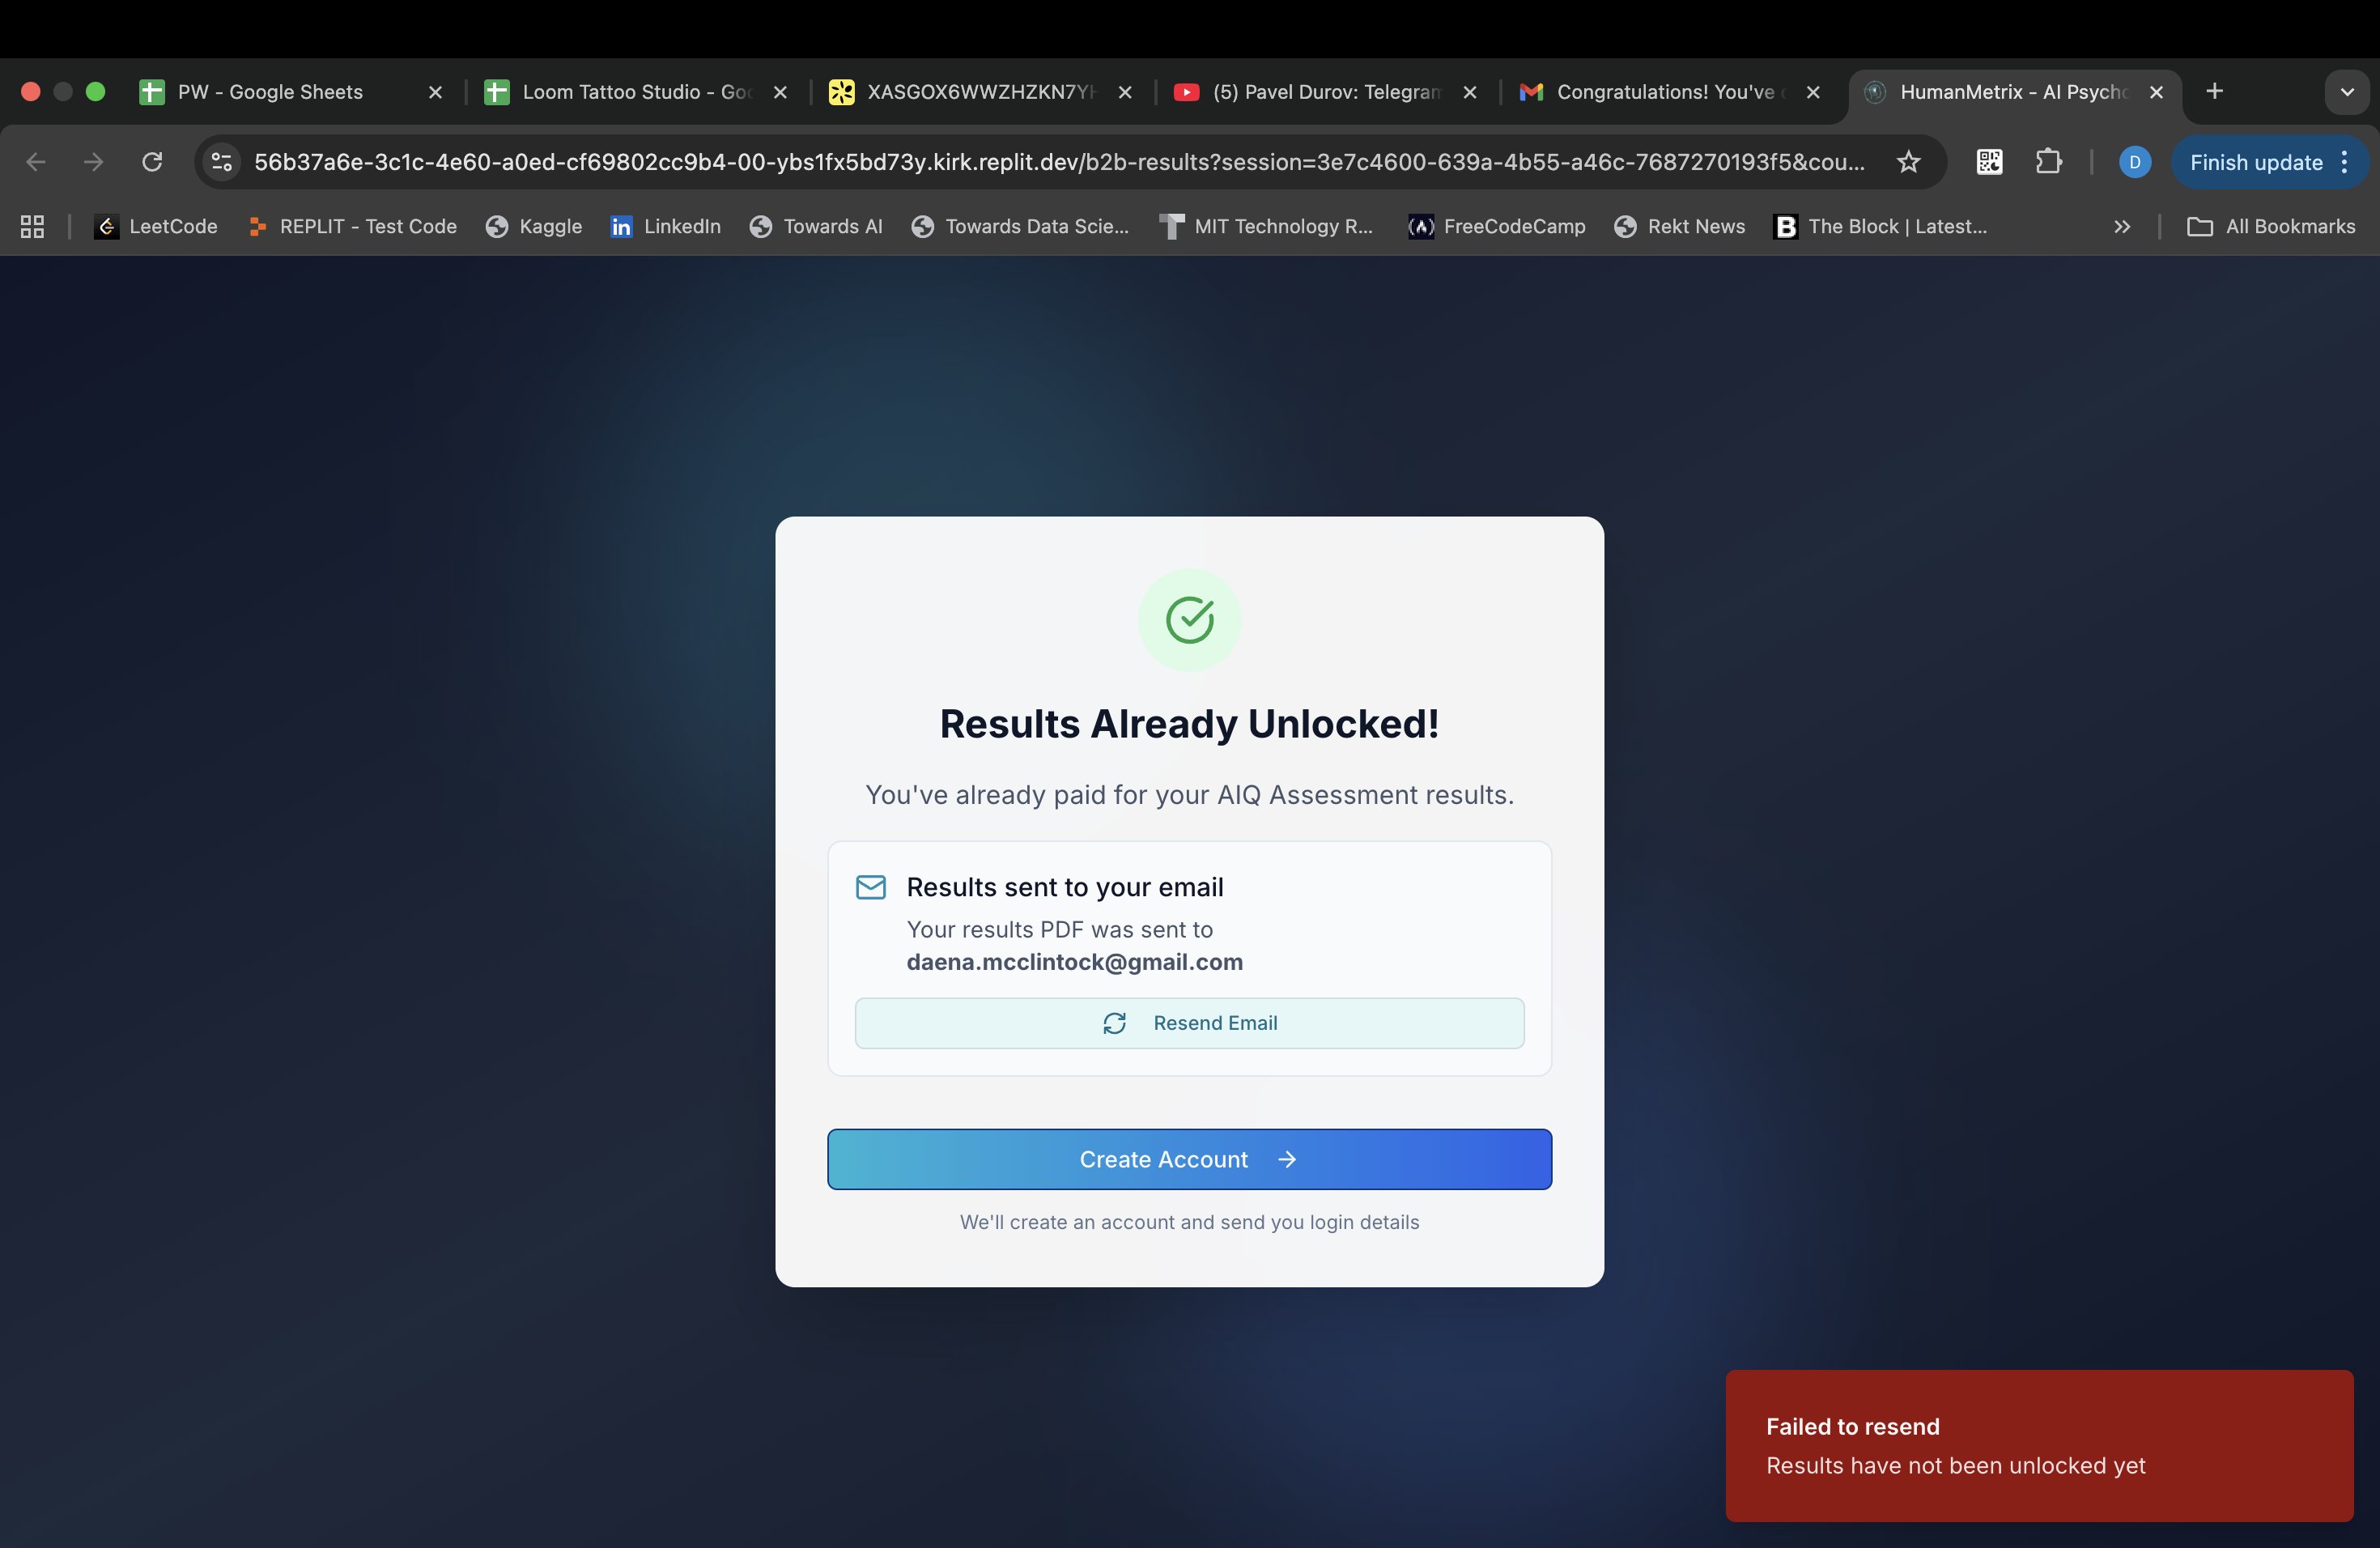 PW - Google Sheets
Loom Tattoo Studio - Goo
XASGOX6WWZHZKN7YH
(5) Pavel Durov: Telegram
Congratulations! You've
HumanMetrix - AI Psycho
56b37a6e-3c1c-4e60-a0ed-cf69802cc9b4-00-ybs1fx5bd73y.kirk.replit.dev/b2b-results?session=3e7c4600-639a-4b55-a46c-7687270193f5&cou...
D
Finish update
LeetCode
REPLIT - Test Code
Kaggle
LinkedIn
Towards AI
Towards Data Scie...
MIT Technology R...
FreeCodeCamp
Rekt News
The Block | Latest...
All Bookmarks
Results Already Unlocked!
You've already paid for your AIQ Assessment results.
Results sent to your email
Your results PDF was sent to
daena.mcclintock@gmail.com
Resend Email
Create Account
We'll create an account and send you login details
Failed to resend
Results have not been unlocked yet